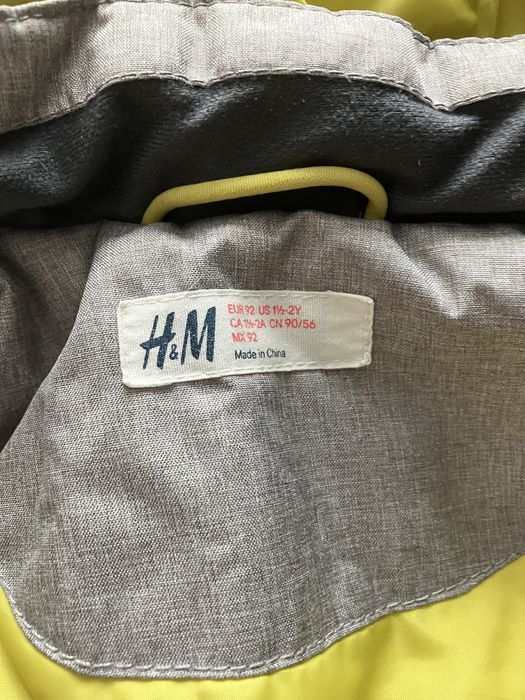 H&M
EUR 92 US 1½-2Y
CA 1½-2A CN 90/56
MX 92
Made in China